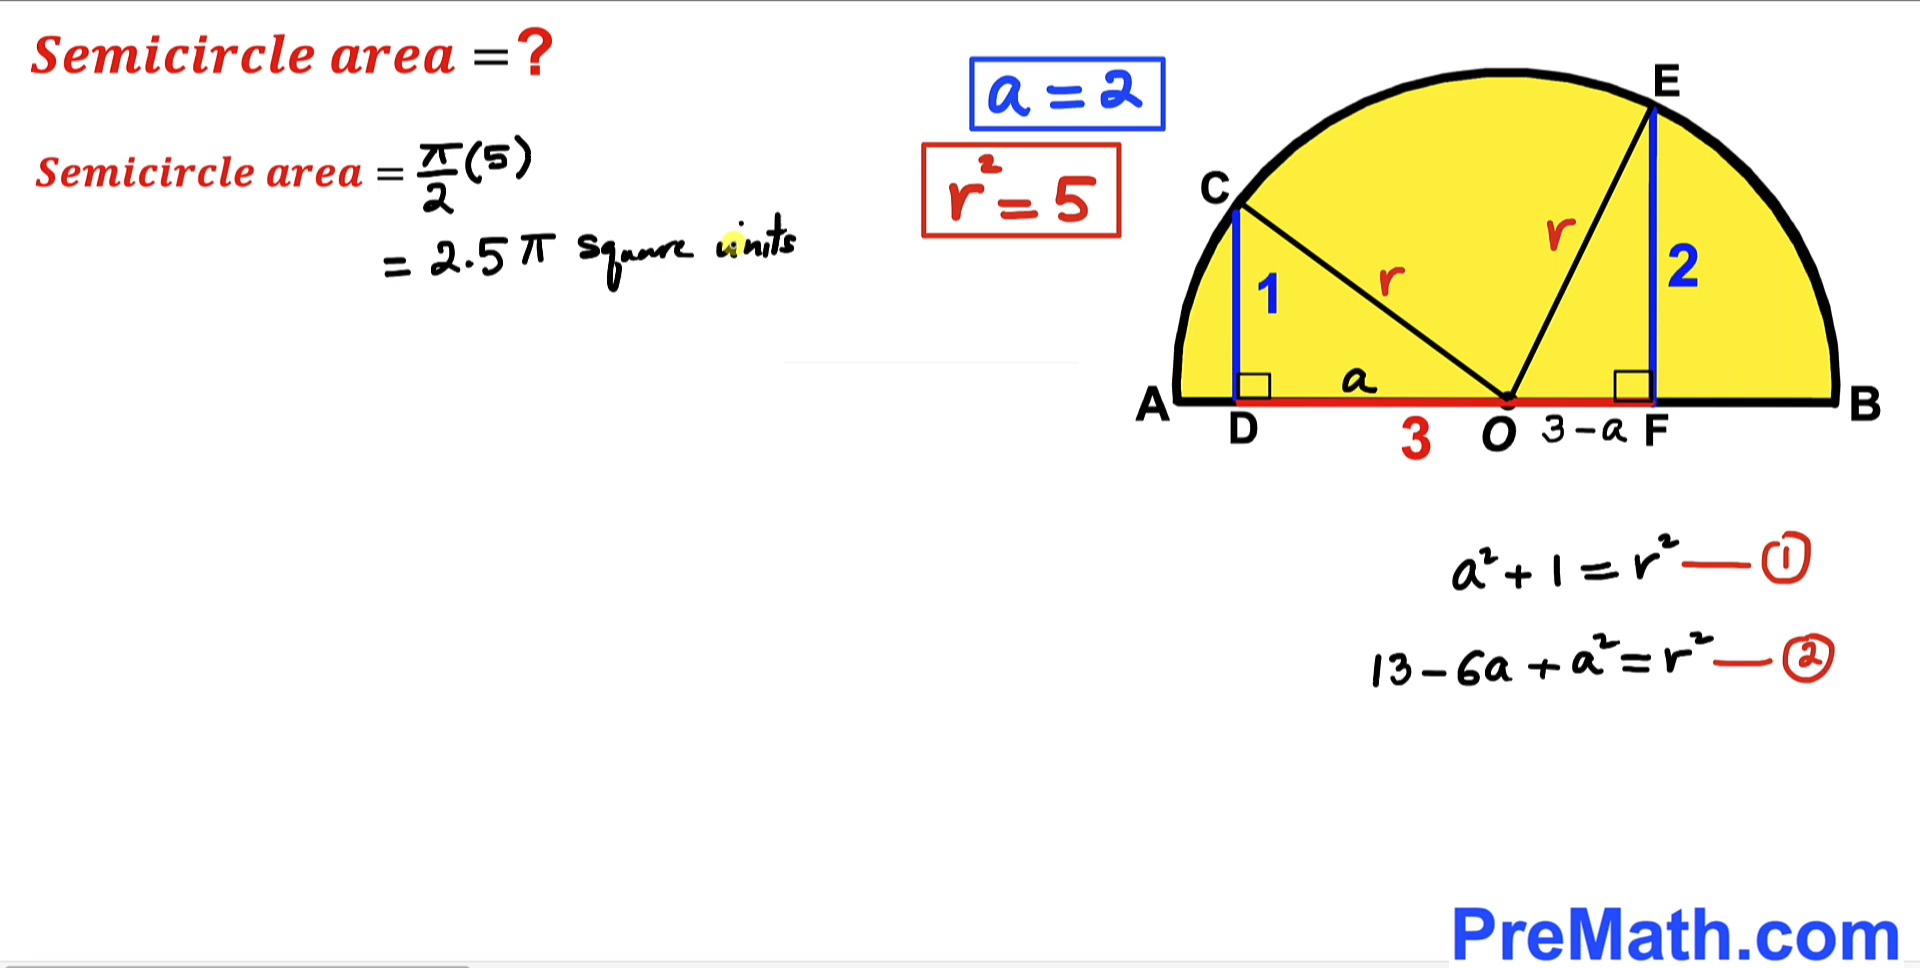 Semicircle area = ?
Semicircle area = π/2 (5)
= 2.5 π square units
a = 2
r² = 5
E
C
r
r
1
2
a
A
B
D
3
O
3 - a
F
a² + 1 = r² — ①
13 - 6a + a² = r² — ②
PreMath.com